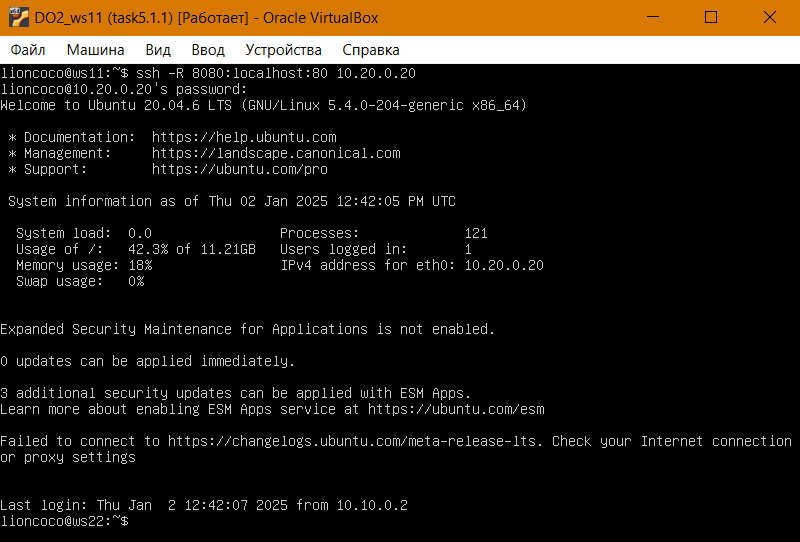 DO2_ws11 (task5.1.1) [Работает] - Oracle VirtualBox
Файл Машина Вид Ввод Устройства Справка
lioncoco@ws11:~$ ssh -R 8080:localhost:80 10.20.0.20
lioncoco@10.20.0.20's password:
Welcome to Ubuntu 20.04.6 LTS (GNU/Linux 5.4.0-204-generic x86_64)
* Documentation:  https://help.ubuntu.com
* Management:     https://landscape.canonical.com
* Support:        https://ubuntu.com/pro
System information as of Thu 02 Jan 2025 12:42:05 PM UTC
System load:  0.0                Processes:             121
Usage of /:   42.3% of 11.21GB   Users logged in:       1
Memory usage: 18%                IPv4 address for eth0: 10.20.0.20
Swap usage:   0%
Expanded Security Maintenance for Applications is not enabled.
0 updates can be applied immediately.
3 additional security updates can be applied with ESM Apps.
Learn more about enabling ESM Apps service at https://ubuntu.com/esm
Failed to connect to https://changelogs.ubuntu.com/meta-release-lts. Check your Internet connection
or proxy settings
Last login: Thu Jan  2 12:42:07 2025 from 10.10.0.2
lioncoco@ws22:~$